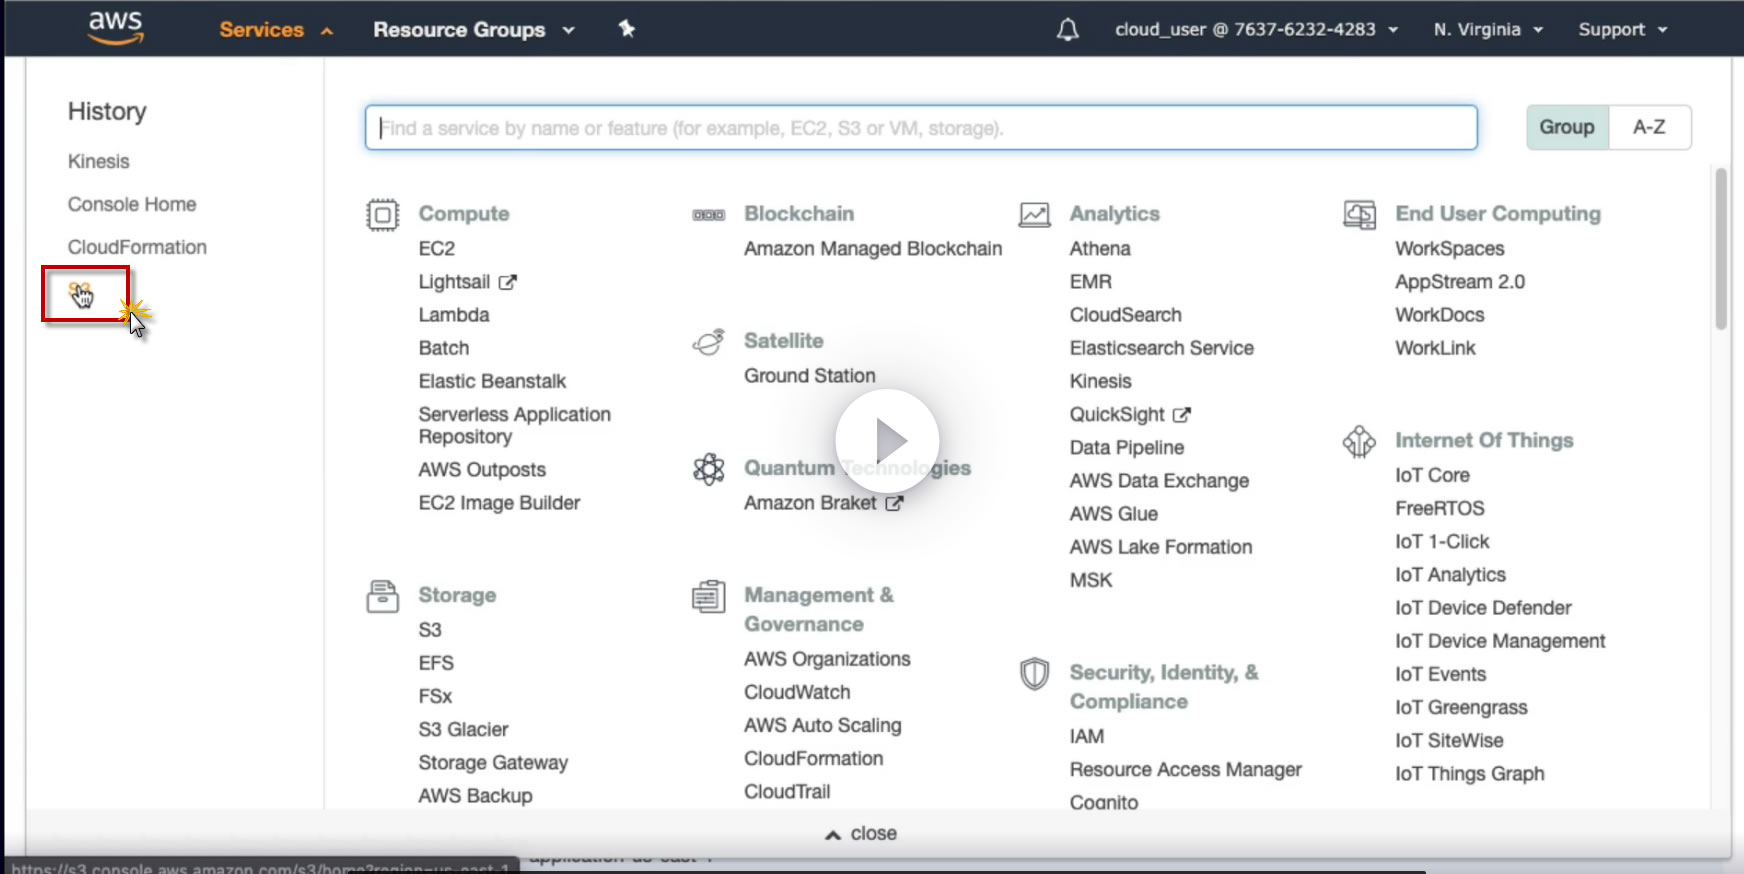 aws
Services
Resource Groups
cloud_user @ 7637-6232-4283
N. Virginia
Support
History
Kinesis
Console Home
CloudFormation
S3
Find a service by name or feature (for example, EC2, S3 or VM, storage).
Group
A-Z
Compute
EC2
Lightsail
Lambda
Batch
Elastic Beanstalk
Serverless Application
Repository
AWS Outposts
EC2 Image Builder
Storage
S3
EFS
FSx
S3 Glacier
Storage Gateway
AWS Backup
Blockchain
Amazon Managed Blockchain
Satellite
Ground Station
Quantum Technologies
Amazon Braket
Management &
Governance
AWS Organizations
CloudWatch
AWS Auto Scaling
CloudFormation
CloudTrail
Analytics
Athena
EMR
CloudSearch
Elasticsearch Service
Kinesis
QuickSight
Data Pipeline
AWS Data Exchange
AWS Glue
AWS Lake Formation
MSK
Security, Identity, &
Compliance
IAM
Resource Access Manager
Cognito
End User Computing
WorkSpaces
AppStream 2.0
WorkDocs
WorkLink
Internet Of Things
IoT Core
FreeRTOS
IoT 1-Click
IoT Analytics
IoT Device Defender
IoT Device Management
IoT Events
IoT Greengrass
IoT SiteWise
IoT Things Graph
close
https://s3.console.aws.amazon.com/s3/home?region=us-east-1